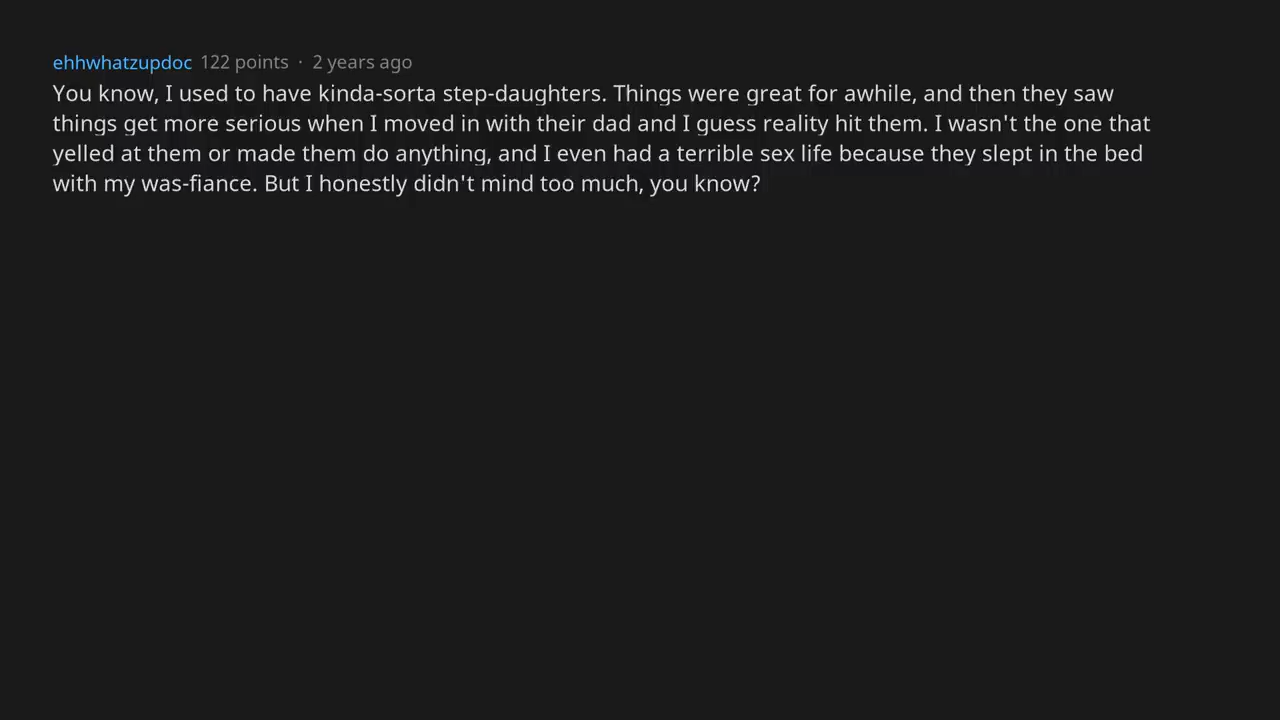 ehhwhatzupdoc 122 points · 2 years ago
You know, I used to have kinda-sorta step-daughters. Things were great for awhile, and then they saw
things get more serious when I moved in with their dad and I guess reality hit them. I wasn't the one that
yelled at them or made them do anything, and I even had a terrible sex life because they slept in the bed
with my was-fiance. But I honestly didn't mind too much, you know?